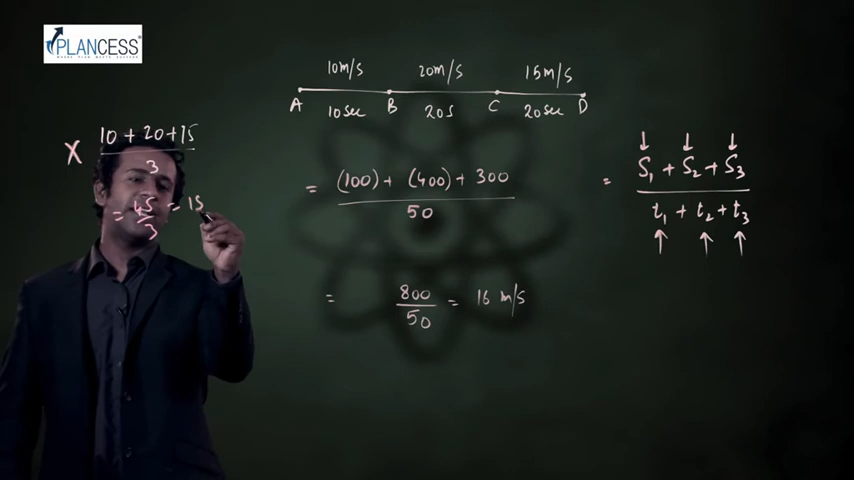 PLANCESS
10m/s 20m/s 15m/s
A B C D
10sec 20s 20sec
X 10 + 20 + 15
3
= 45 = 15
3
= (100) + (400) + 300
50
= 800 = 16 m/s
50
= S₁ + S₂ + S₃
t₁ + t₂ + t₃